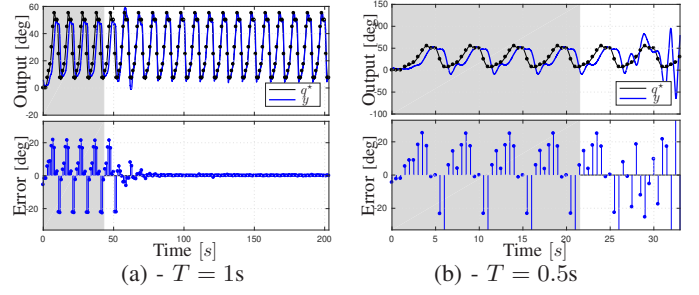 60
40
20
0
-20
Output [deg]
q*
y
20
0
-20
Error [deg]
0
50
100
150
200
Time [s]
(a) - T = 1s
150
100
50
0
-50
-100
Output [deg]
q*
y
20
0
-20
Error [deg]
0
5
10
15
20
25
30
Time [s]
(b) - T = 0.5s